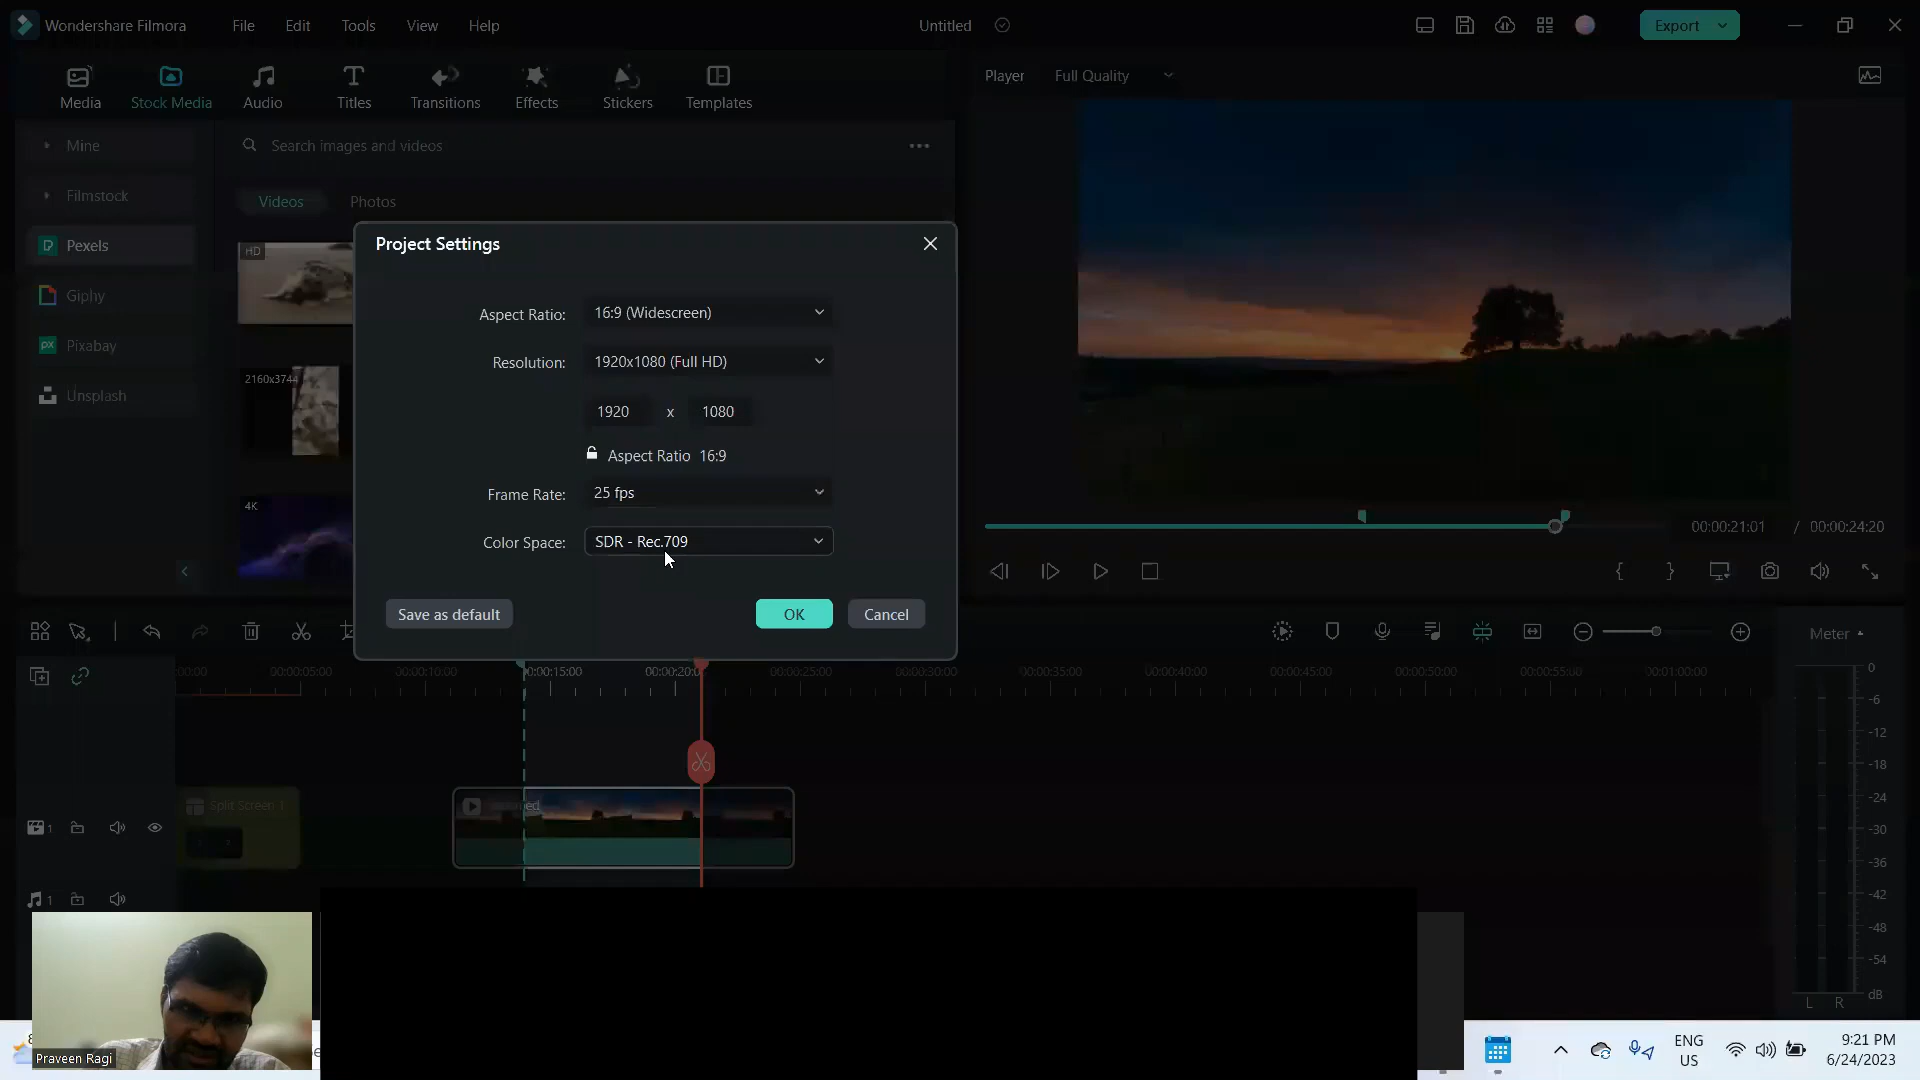 Wondershare Filmora File Edit Tools View Help Untitled Export
Media Stock Media Audio Titles Transitions Effects Stickers Templates
Player Full Quality
Mine
Filmstock
Pexels
Giphy
Pixabay
Unsplash
Search images and videos
Videos Photos
HD
2160x3744
4K
Project Settings
Aspect Ratio: 16:9 (Widescreen)
Resolution: 1920x1080 (Full HD)
1920 x 1080
Aspect Ratio 16:9
Frame Rate: 25 fps
Color Space: SDR - Rec.709
Save as default OK Cancel
00:00:21:01 / 00:00:24:20
Meter
:00:00 00:00:05:00 00:00:10:00 00:00:15:00 00:00:20:0 00:00:25:00 00:00:30:00 00:00:35:00 00:00:40:00 00:00:45:00 00:00:50:00 00:00:55:00 00:01:00:00
Split Screen 1
1
1
0
-6
-12
-18
-24
-30
-36
-42
-48
-54
dB
L R
Praveen Ragi
ENG
US
9:21 PM
6/24/2023